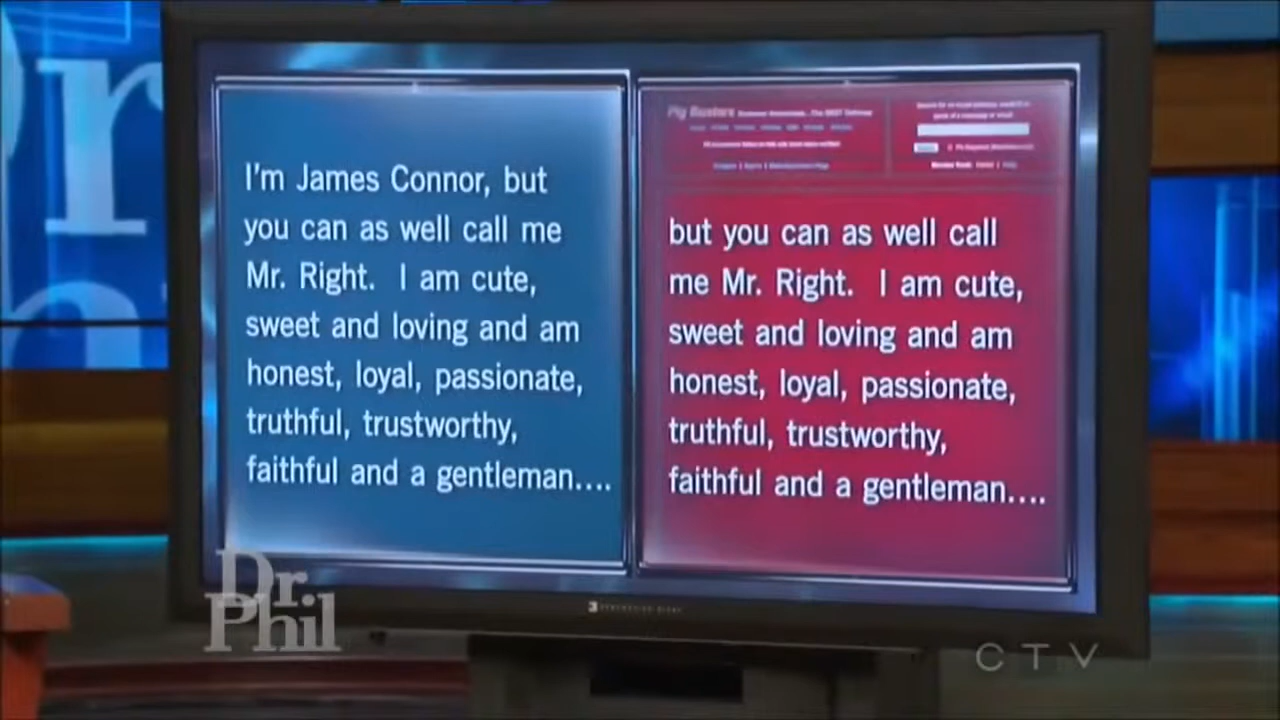 I'm James Connor, but
you can as well call me
Mr. Right. I am cute,
sweet and loving and am
honest, loyal, passionate,
truthful, trustworthy,
faithful and a gentleman....
but you can as well call
me Mr. Right. I am cute,
sweet and loving and am
honest, loyal, passionate,
truthful, trustworthy,
faithful and a gentleman....
Dr.
Phil
CTV